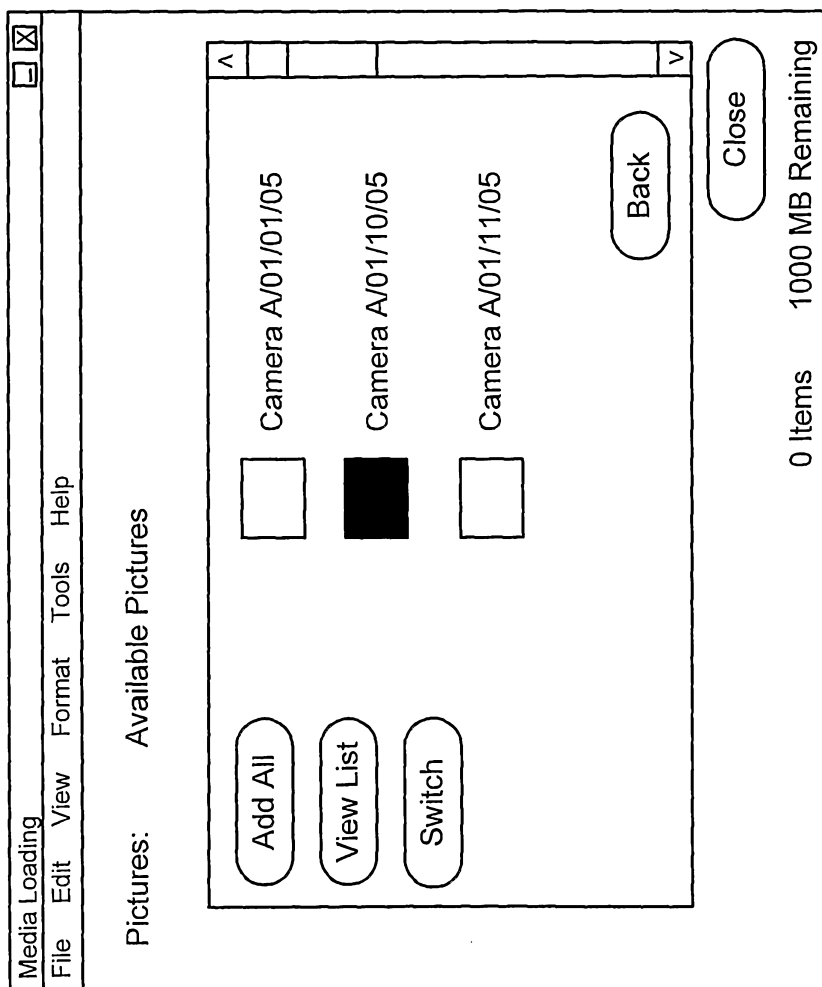 Media Loading
File Edit View Format Tools Help
Pictures: Available Pictures
Add All
View List
Switch
Camera A/01/01/05
Camera A/01/10/05
Camera A/01/11/05
Back
Close
0 Items 1000 MB Remaining